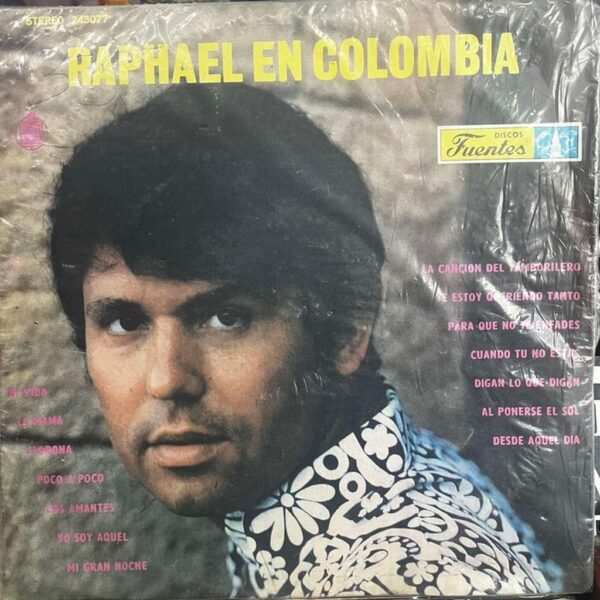 STEREO 243077
RAPHAEL EN COLOMBIA
DISCOS
Fuentes
LA CANCION DEL TAMBORILERO
TE ESTOY QUERIENDO TANTO
PARA QUE NO TE ENFADES
CUANDO TU NO ESTAS
DIGAN LO QUE DIGAN
AL PONERSE EL SOL
DESDE AQUEL DIA
MI VIDA
LA MAMA
LLORONA
POCO A POCO
LOS AMANTES
YO SOY AQUEL
MI GRAN NOCHE